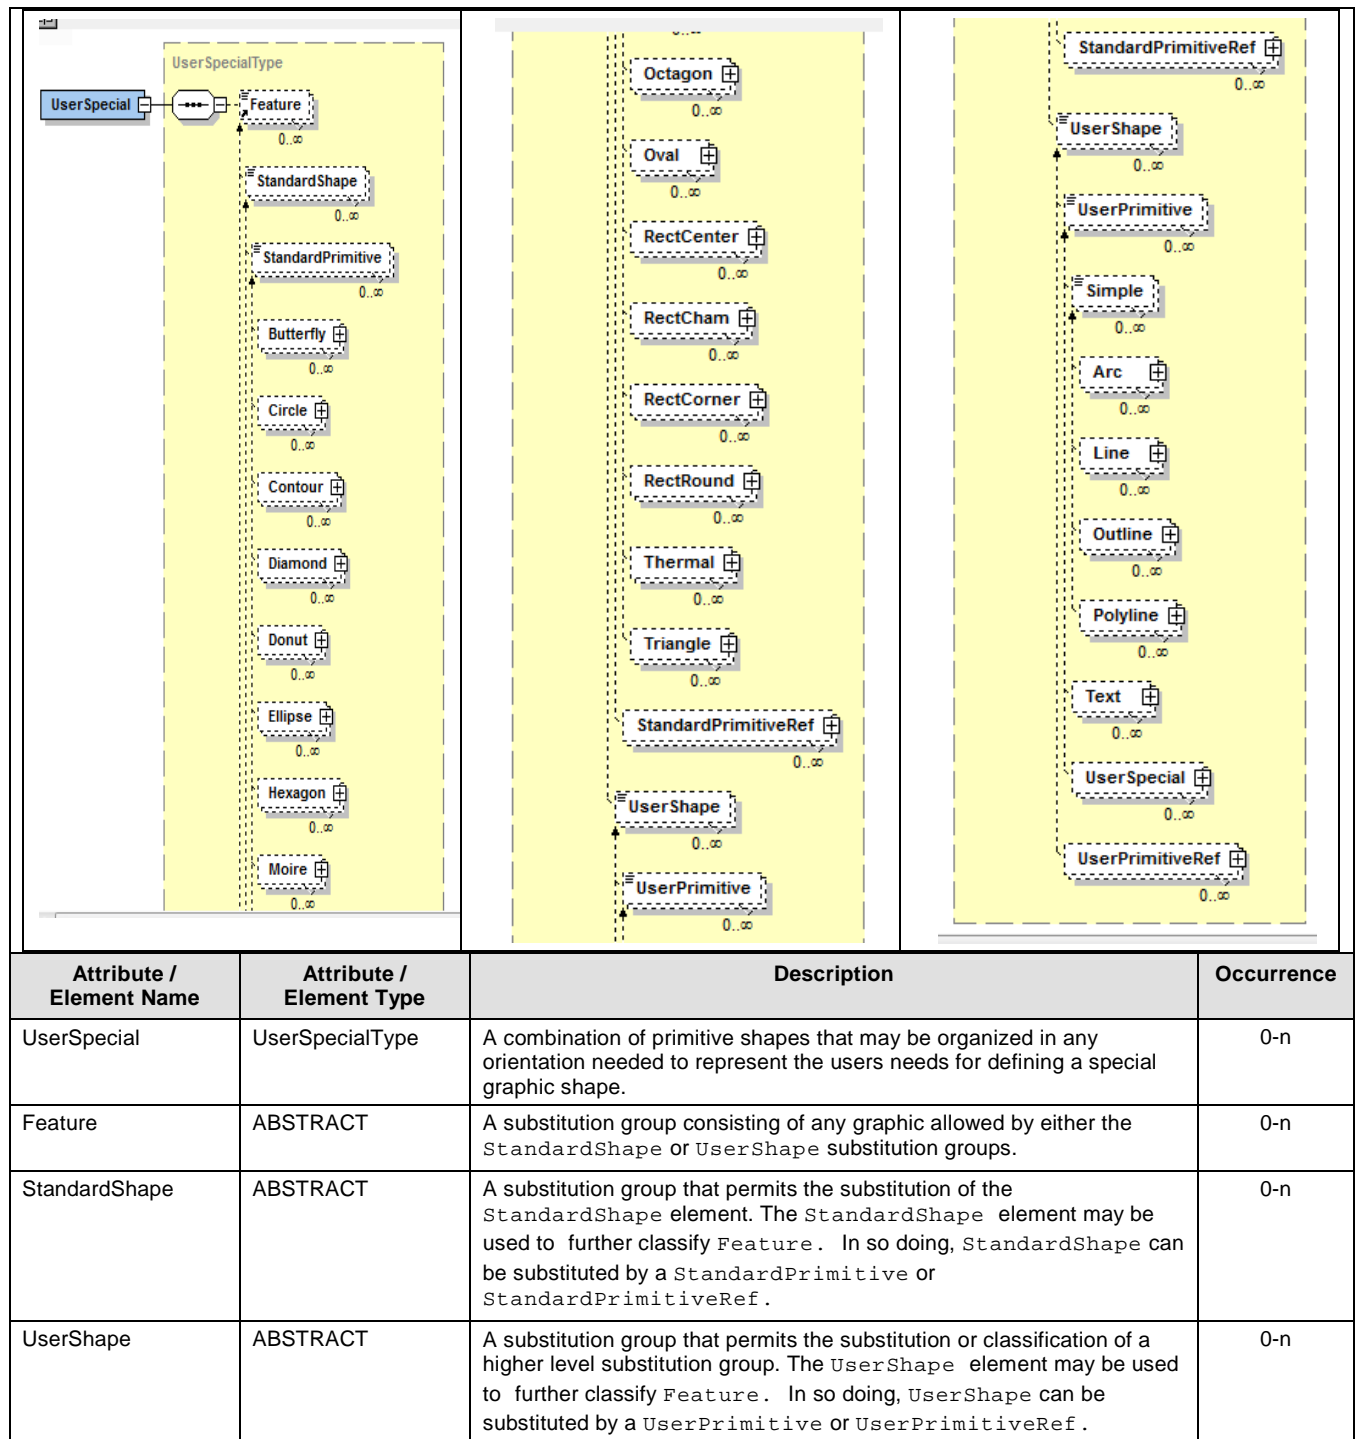 UserSpecialType
UserSpecial
Feature
0..∞
StandardShape
0..∞
StandardPrimitive
0..∞
Butterfly
0..∞
Circle
0..∞
Contour
0..∞
Diamond
0..∞
Donut
0..∞
Ellipse
0..∞
Hexagon
0..∞
Moire
0..∞
Octagon
0..∞
Oval
0..∞
RectCenter
0..∞
RectCham
0..∞
RectCorner
0..∞
RectRound
0..∞
Thermal
0..∞
Triangle
0..∞
StandardPrimitiveRef
0..∞
UserShape
0..∞
UserPrimitive
0..∞
StandardPrimitiveRef
0..∞
UserShape
0..∞
UserPrimitive
0..∞
Simple
0..∞
Arc
0..∞
Line
0..∞
Outline
0..∞
Polyline
0..∞
Text
0..∞
UserSpecial
0..∞
UserPrimitiveRef
0..∞
Attribute /
Element Name
Attribute /
Element Type
Description
Occurrence
UserSpecial
UserSpecialType
A combination of primitive shapes that may be organized in any
orientation needed to represent the users needs for defining a special
graphic shape.
0-n
Feature
ABSTRACT
A substitution group consisting of any graphic allowed by either the
StandardShape or UserShape substitution groups.
0-n
StandardShape
ABSTRACT
A substitution group that permits the substitution of the
StandardShape element. The StandardShape element may be
used to further classify Feature. In so doing, StandardShape can
be substituted by a StandardPrimitive or
StandardPrimitiveRef.
0-n
UserShape
ABSTRACT
A substitution group that permits the substitution or classification of a
higher level substitution group. The UserShape element may be used
to further classify Feature. In so doing, UserShape can be
substituted by a UserPrimitive or UserPrimitiveRef.
0-n